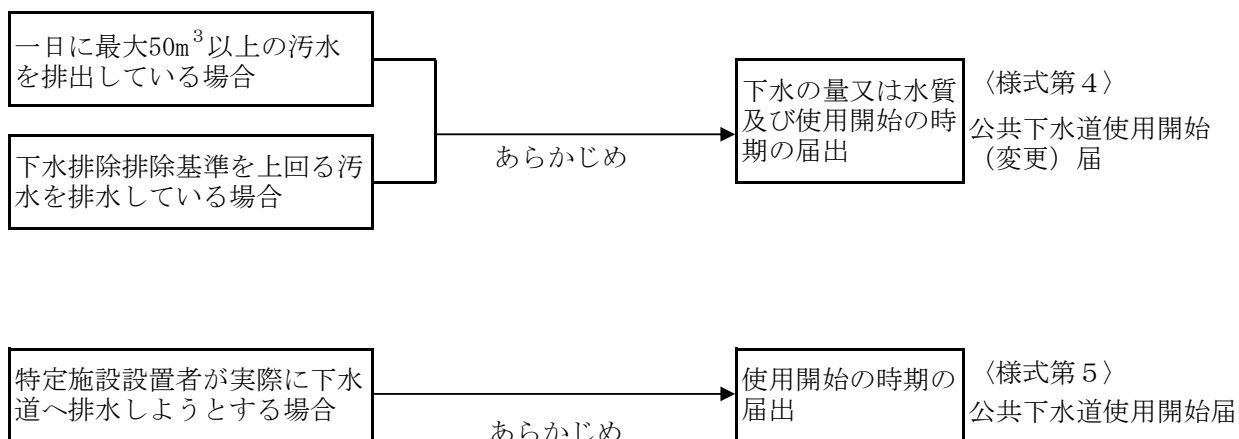 一日に最大50m³以上の汚水
を排出している場合
下水排除排除基準を上回る汚
水を排水している場合
あらかじめ
下水の量又は水質
及び使用開始の時
期の届出
〈様式第４〉
公共下水道使用開始
（変更）届
特定施設設置者が実際に下水
道へ排水しようとする場合
あらかじめ
使用開始の時期の
届出
〈様式第５〉
公共下水道使用開始届